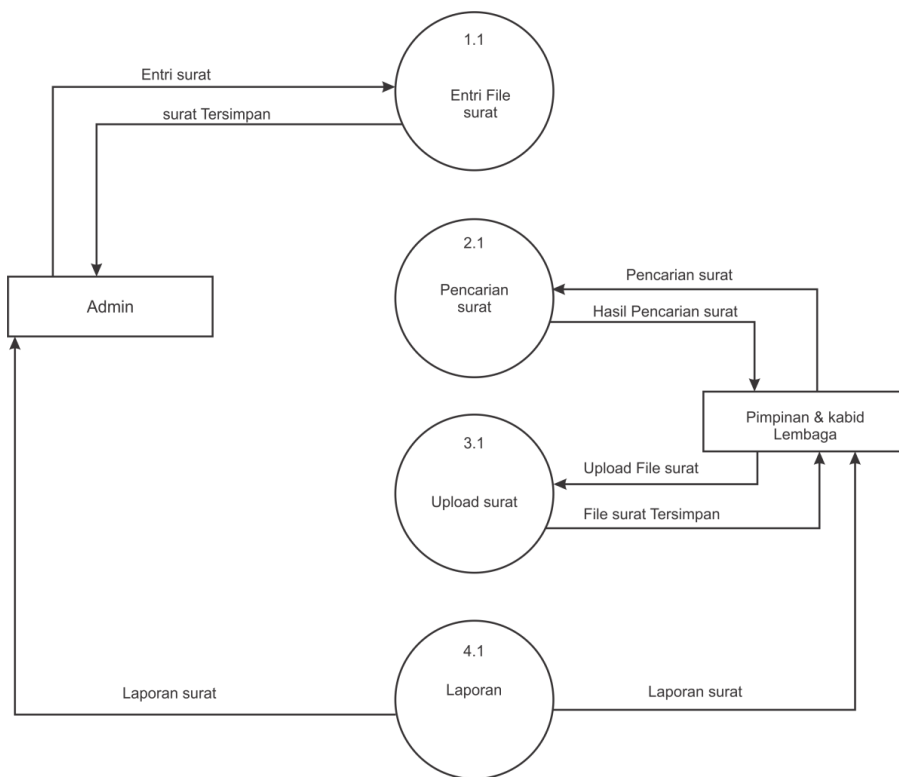 1.1
Entri surat
Entri File
surat
surat Tersimpan
2.1
Pencarian surat
Pencarian
surat
Admin
Hasil Pencarian surat
Pimpinan & kabid
Lembaga
3.1
Upload File surat
Upload surat
File surat Tersimpan
4.1
Laporan
Laporan surat
Laporan surat